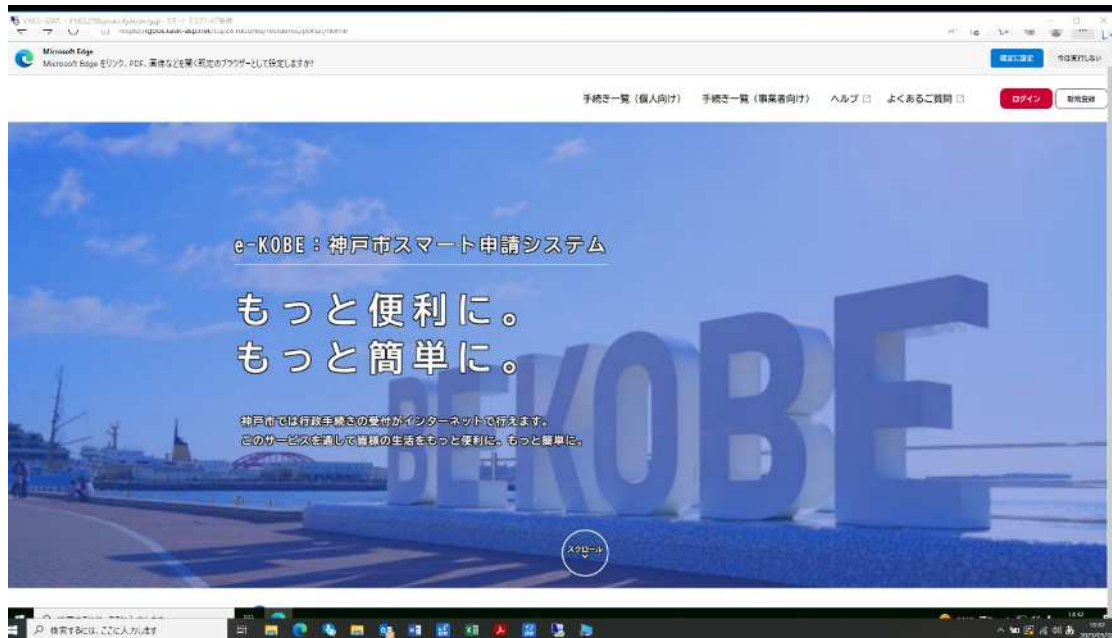 Microsoft Edge
Microsoft Edge をリンク、PDF、画像などを開く既定のブラウザーとして設定しますか?
既定に設定
今は実行しない
手続き一覧（個人向け）
手続き一覧（事業者向け）
ヘルプ
よくあるご質問
ログイン
新規登録
e-KOBE：神戸市スマート申請システム
もっと便利に。
もっと簡単に。
神戸市では行政手続きの受付がインターネットで行えます。
このサービスを通して皆様の生活をもっと便利に。もっと簡単に。
BE KOBE
スクロール
検索するには、ここに入力します
あ